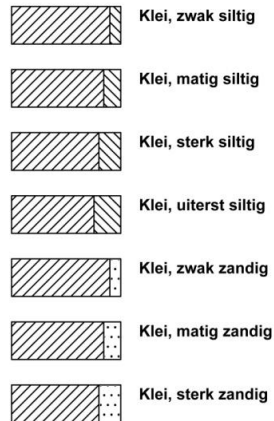 Klei, zwak siltig
Klei, matig siltig
Klei, sterk siltig
Klei, uiterst siltig
Klei, zwak zandig
Klei, matig zandig
Klei, sterk zandig